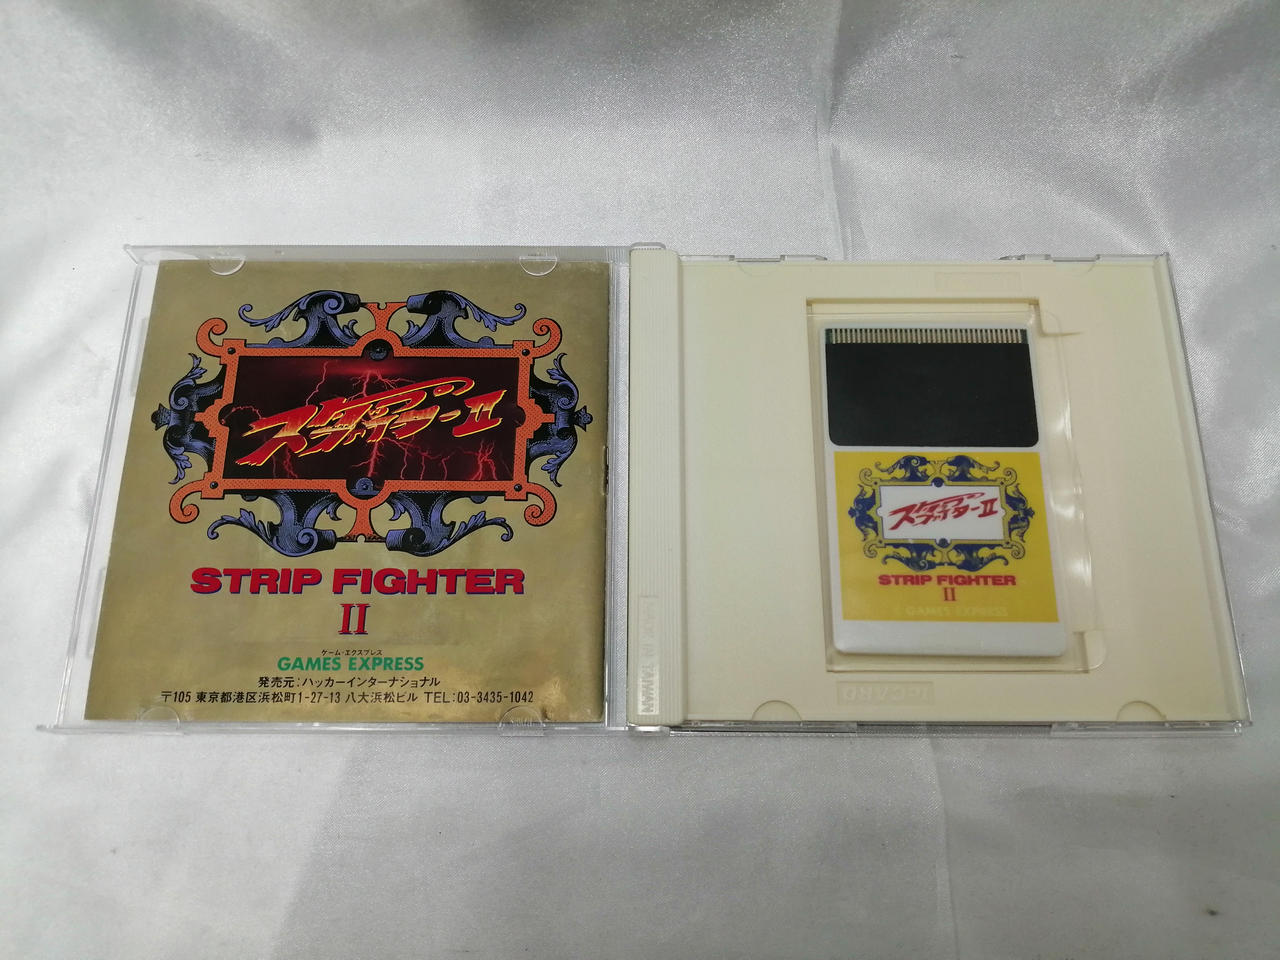 ストリップファイターII
STRIP FIGHTER
II
ゲーム・エクスプレス
GAMES EXPRESS
発売元:ハッカーインターナショナル
〒105 東京都港区浜松町1-27-13 八大浜松ビル TEL:03-3435-1042
MADE IN TAIWAN
ストリップファイターII
STRIP FIGHTER
II
GAMES EXPRESS